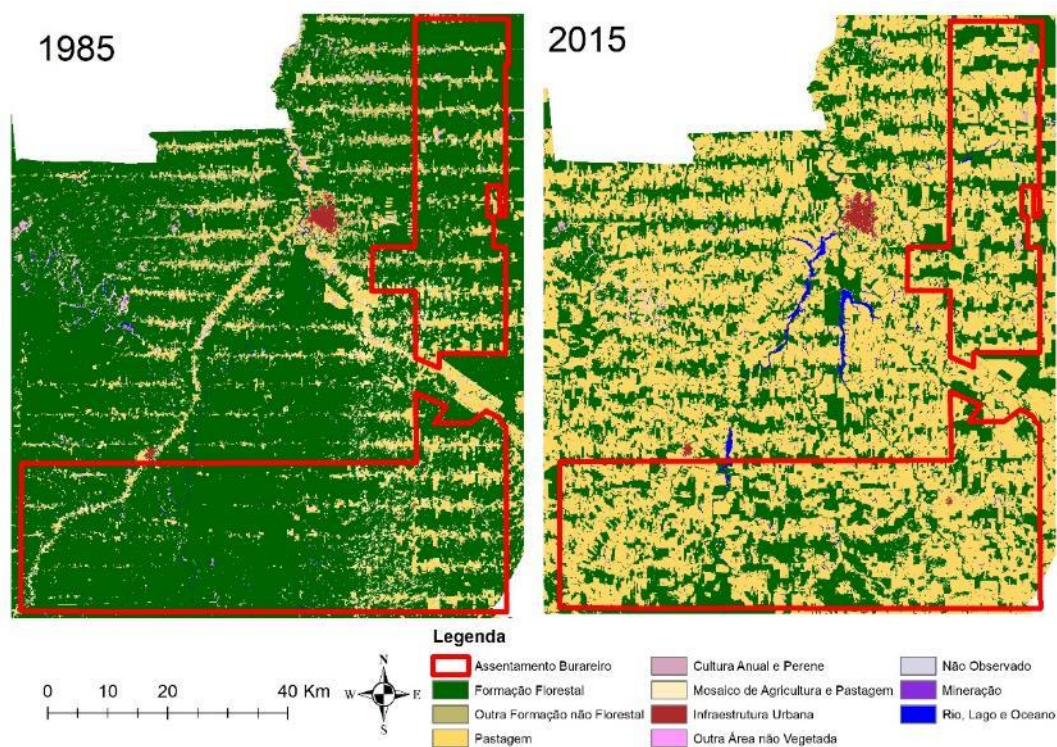 1985
2015
Legenda
Assentamento Burareiro
Formação Florestal
Outra Formação não Florestal
Pastagem
Cultura Anual e Perene
Mosaico de Agricultura e Pastagem
Infraestrutura Urbana
Outra Área não Vegetada
Não Observado
Mineração
Rio, Lago e Oceano
0 10 20 40 Km
N
W E
S